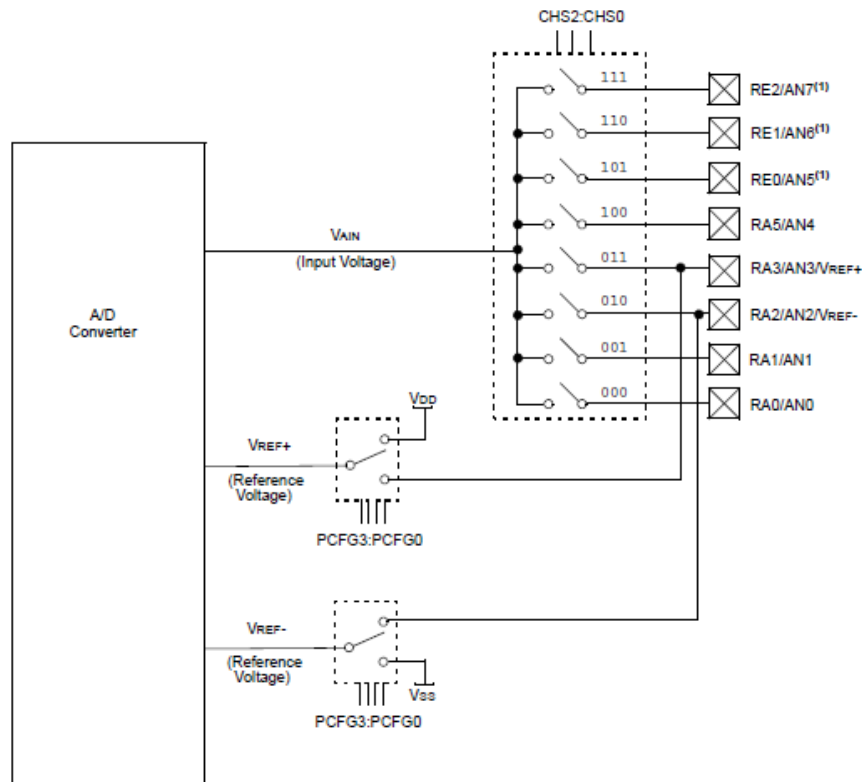 CHS2:CHS0
111
RE2/AN7(1)
110
RE1/AN6(1)
101
RE0/AN5(1)
100
RA5/AN4
VAIN
(Input Voltage)
011
RA3/AN3/VREF+
010
RA2/AN2/VREF-
A/D
Converter
001
RA1/AN1
000
RA0/AN0
VDD
VREF+
(Reference
Voltage)
PCFG3:PCFG0
VREF-
(Reference
Voltage)
VSS
PCFG3:PCFG0